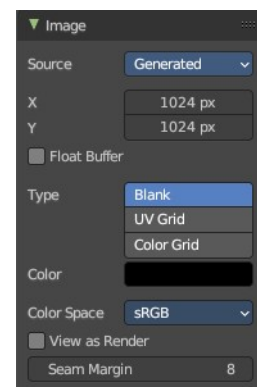 Image
Source Generated
X 1024 px
Y 1024 px
Float Buffer
Type Blank
UV Grid
Color Grid
Color
Color Space sRGB
View as Render
Seam Margin 8